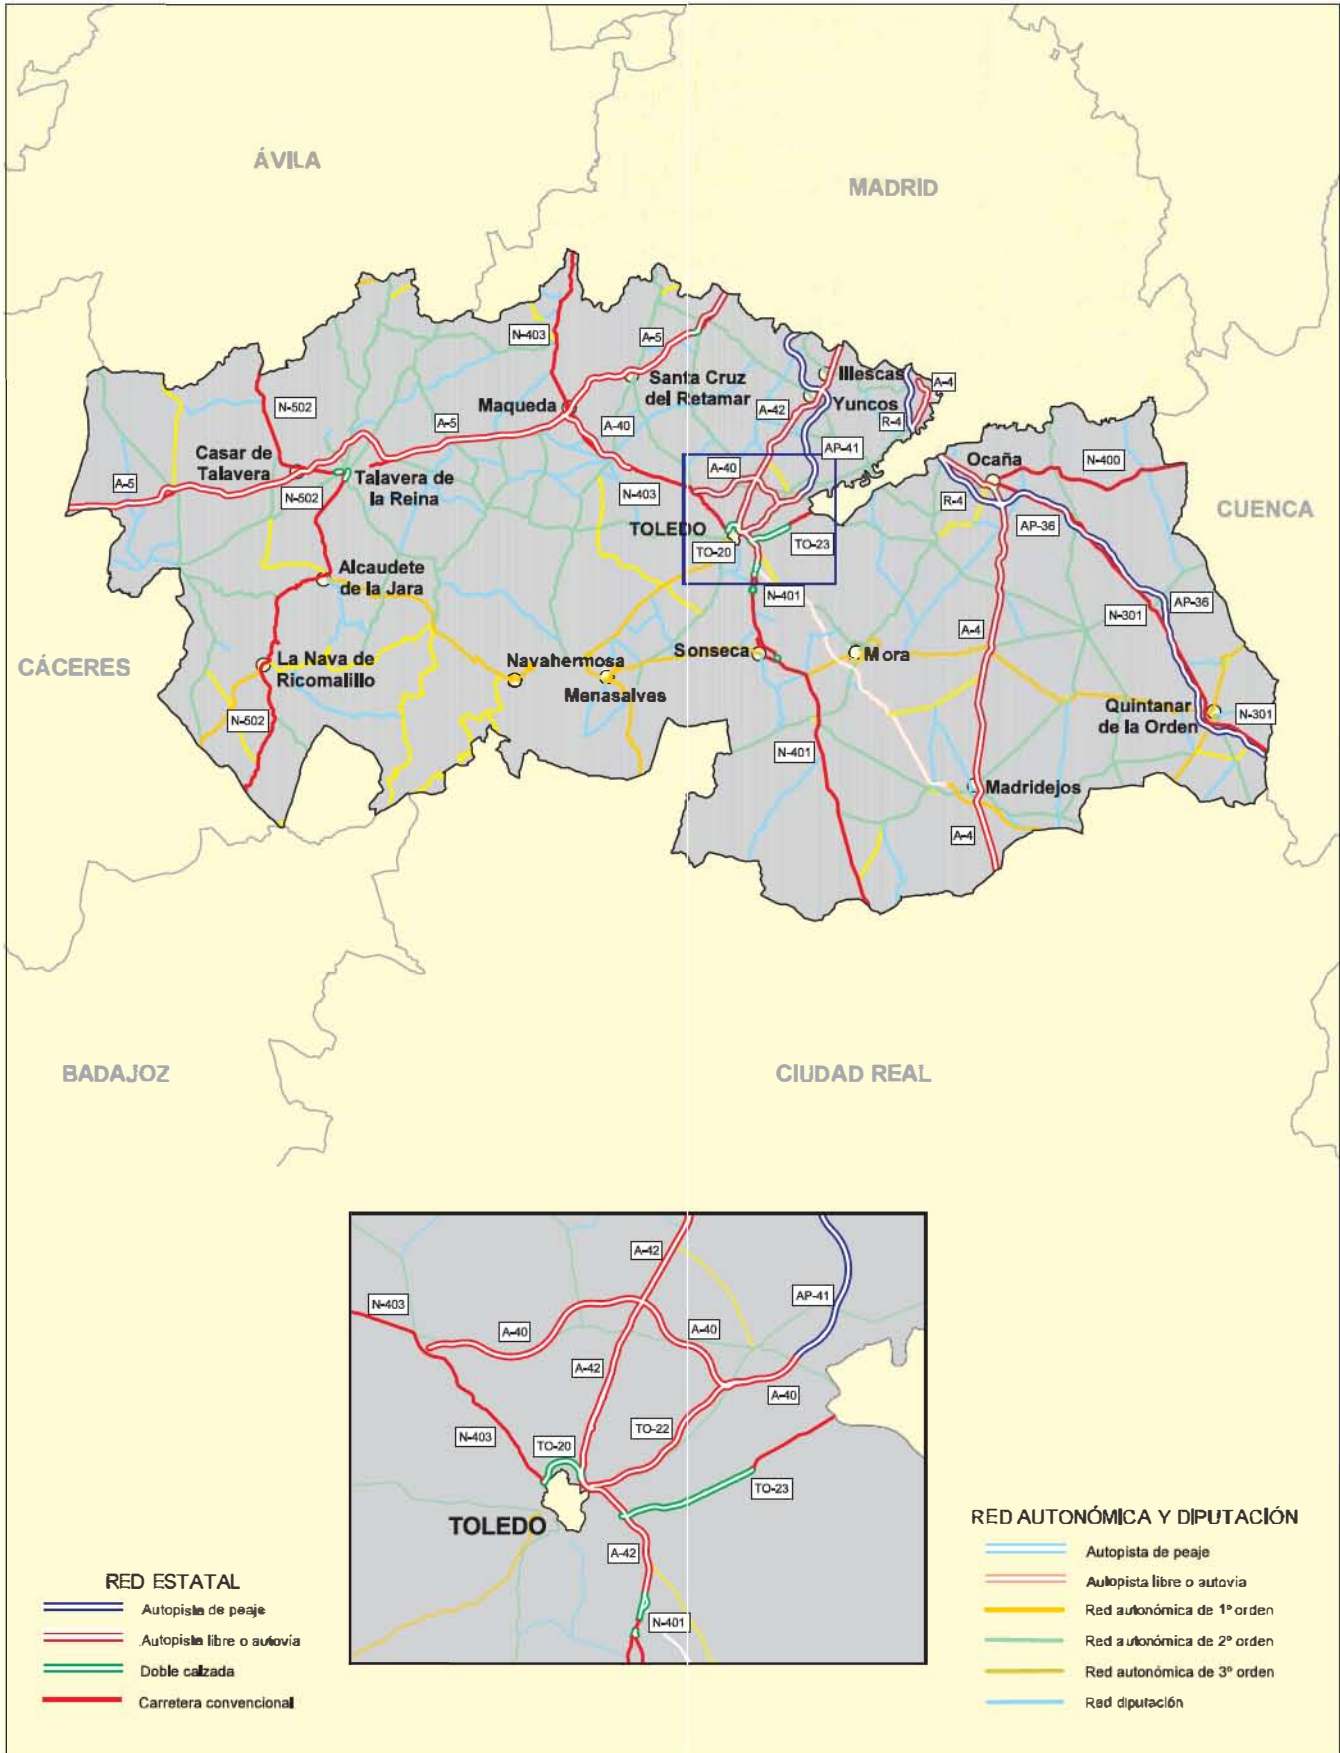 ÁVILA
MADRID
N-403
A-5
Illescas
A-4
Santa Cruz
del Retamar
Yuncos
N-502
Maqueda
A-42
R-4
A-5
A-40
AP-41
Casar de
Talavera
Ocaña
N-400
A-40
A-5
Talavera de
la Reina
N-502
N-403
R-4
CUENCA
AP-36
TOLEDO
TO-20
TO-23
Alcaudete
de la Jara
N-401
AP-36
N-301
A-4
CÁCERES
La Nava de
Ricomalillo
Navahermosa
Menasalves
Sonseca
Mora
N-502
Quintanar
de la Orden
N-301
N-401
Madridejos
A-4
BADAJOZ
CIUDAD REAL
A-42
AP-41
N-403
A-40
A-40
A-42
A-40
N-403
TO-20
TO-22
TO-23
TOLEDO
A-42
N-401
RED ESTATAL
Autopista de peaje
Autopista libre o autovía
Doble calzada
Carretera convencional
RED AUTONÓMICA Y DIPUTACIÓN
Autopista de peaje
Autopista libre o autovia
Red autonómica de 1º orden
Red autonómica de 2º orden
Red autonómica de 3º orden
Red diputación